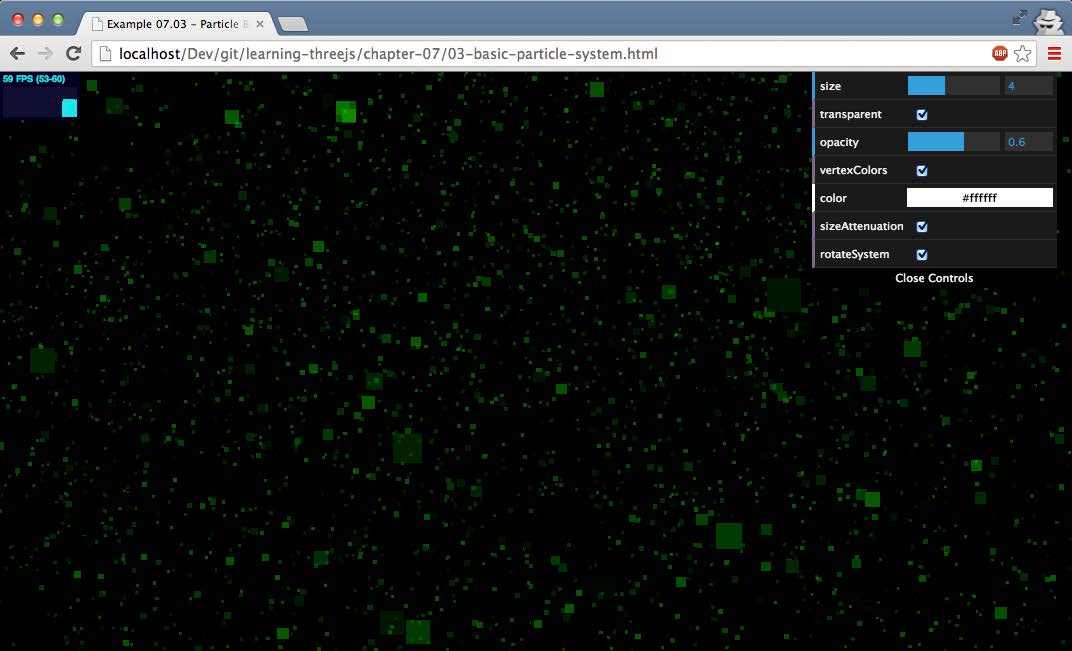 Example 07.03 – Particle B
localhost/Dev/git/learning-threejs/chapter-07/03-basic-particle-system.html
ABP
59 FPS (53-60)
size 4
transparent
opacity 0.6
vertexColors
color #ffffff
sizeAttenuation
rotateSystem
Close Controls